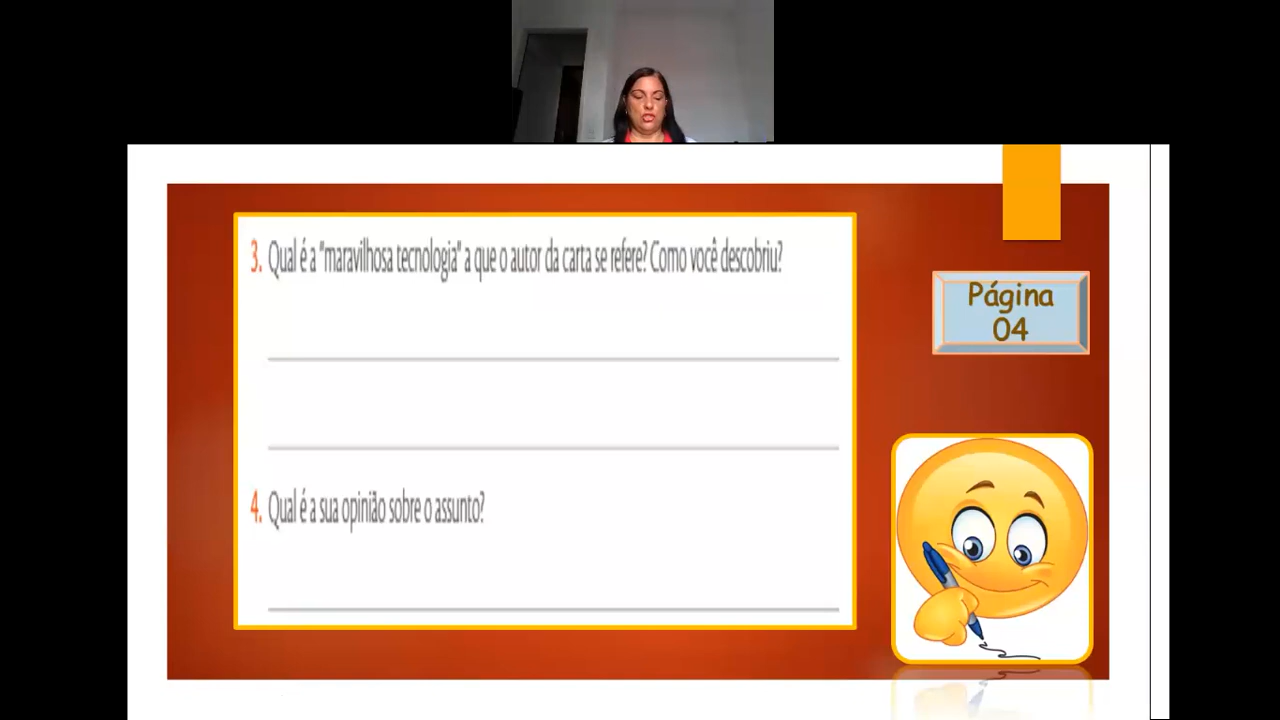 3. Qual é a "maravilhosa tecnologia" a que o autor da carta se refere? Como você descobriu?
4. Qual é a sua opinião sobre o assunto?
Página
04